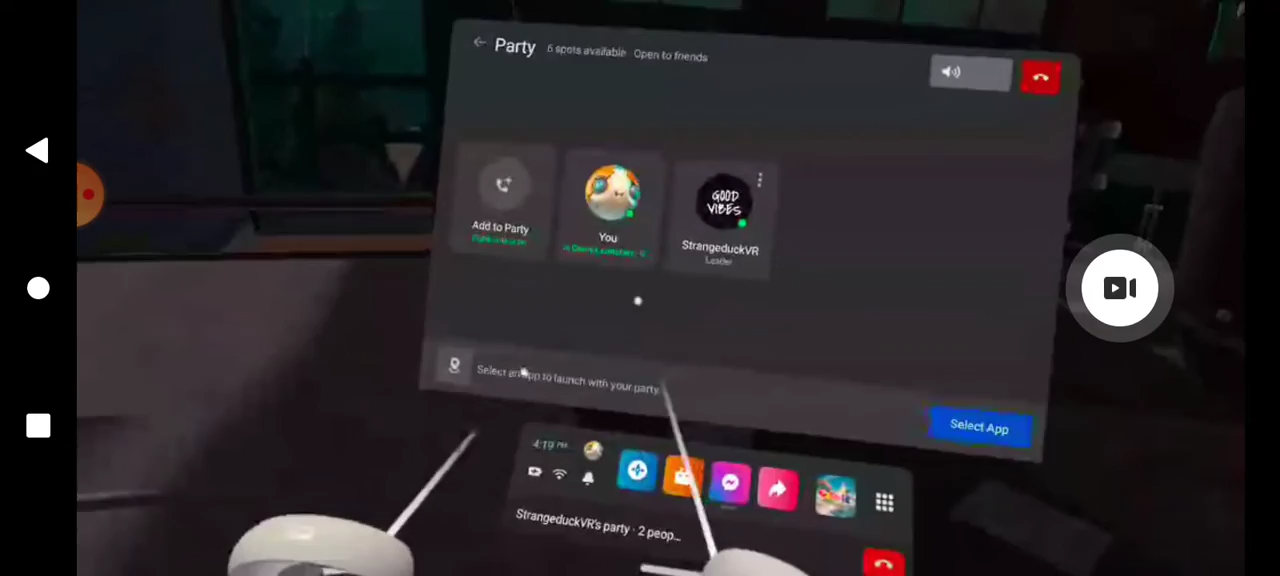 Party
6 spots available
Open to friends
Add to Party
You
GOOD
VIBES
StrangeduckVR
Leader
Select an app to launch with your party.
Select App
4:19 PM
StrangeduckVR's party · 2 peop...